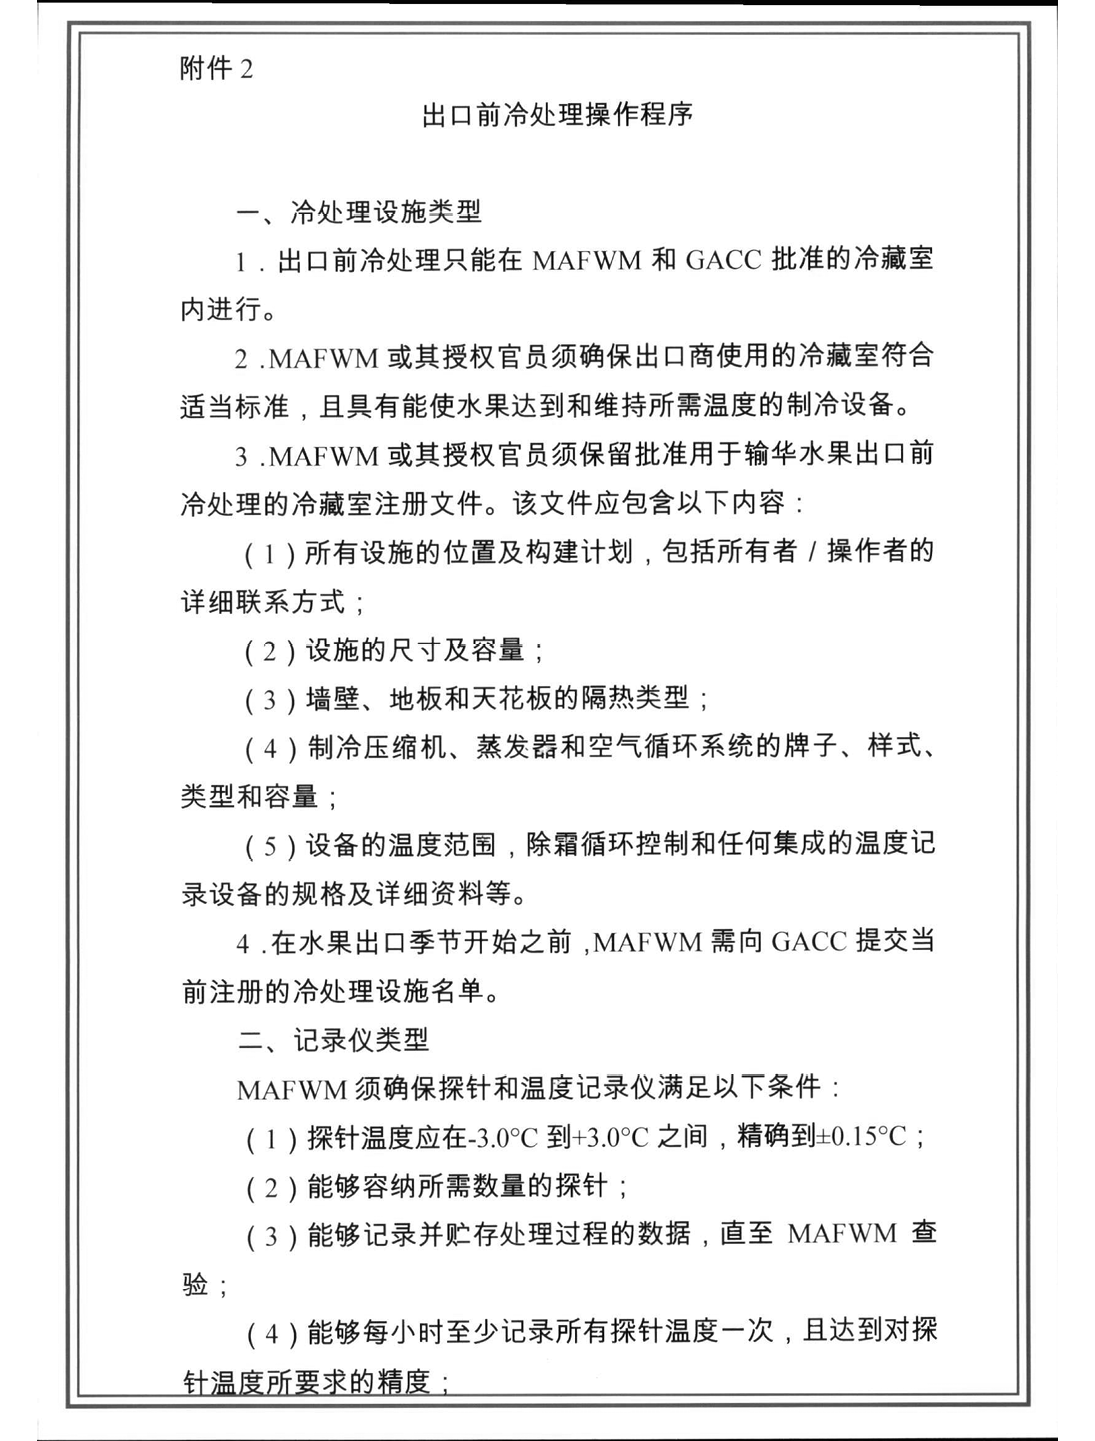 附件 2
出口前冷处理操作程序
一、冷处理设施类型
1．出口前冷处理只能在 MAFWM 和 GACC 批准的冷藏室
内进行。
2 .MAFWM 或其授权官员须确保出口商使用的冷藏室符合
适当标准，且具有能使水果达到和维持所需温度的制冷设备。
3 .MAFWM 或其授权官员须保留批准用于输华水果出口前
冷处理的冷藏室注册文件。该文件应包含以下内容：
（1）所有设施的位置及构建计划，包括所有者 / 操作者的
详细联系方式；
（2）设施的尺寸及容量；
（3）墙壁、地板和天花板的隔热类型；
（4）制冷压缩机、蒸发器和空气循环系统的牌子、样式、
类型和容量；
（5）设备的温度范围，除霜循环控制和任何集成的温度记
录设备的规格及详细资料等。
4 .在水果出口季节开始之前 ,MAFWM 需向 GACC 提交当
前注册的冷处理设施名单。
二、记录仪类型
MAFWM 须确保探针和温度记录仪满足以下条件：
（1）探针温度应在-3.0°C 到+3.0°C 之间，精确到±0.15°C；
（2）能够容纳所需数量的探针；
（3）能够记录并贮存处理过程的数据，直至 MAFWM 查
验；
（4）能够每小时至少记录所有探针温度一次，且达到对探
针温度所要求的精度；